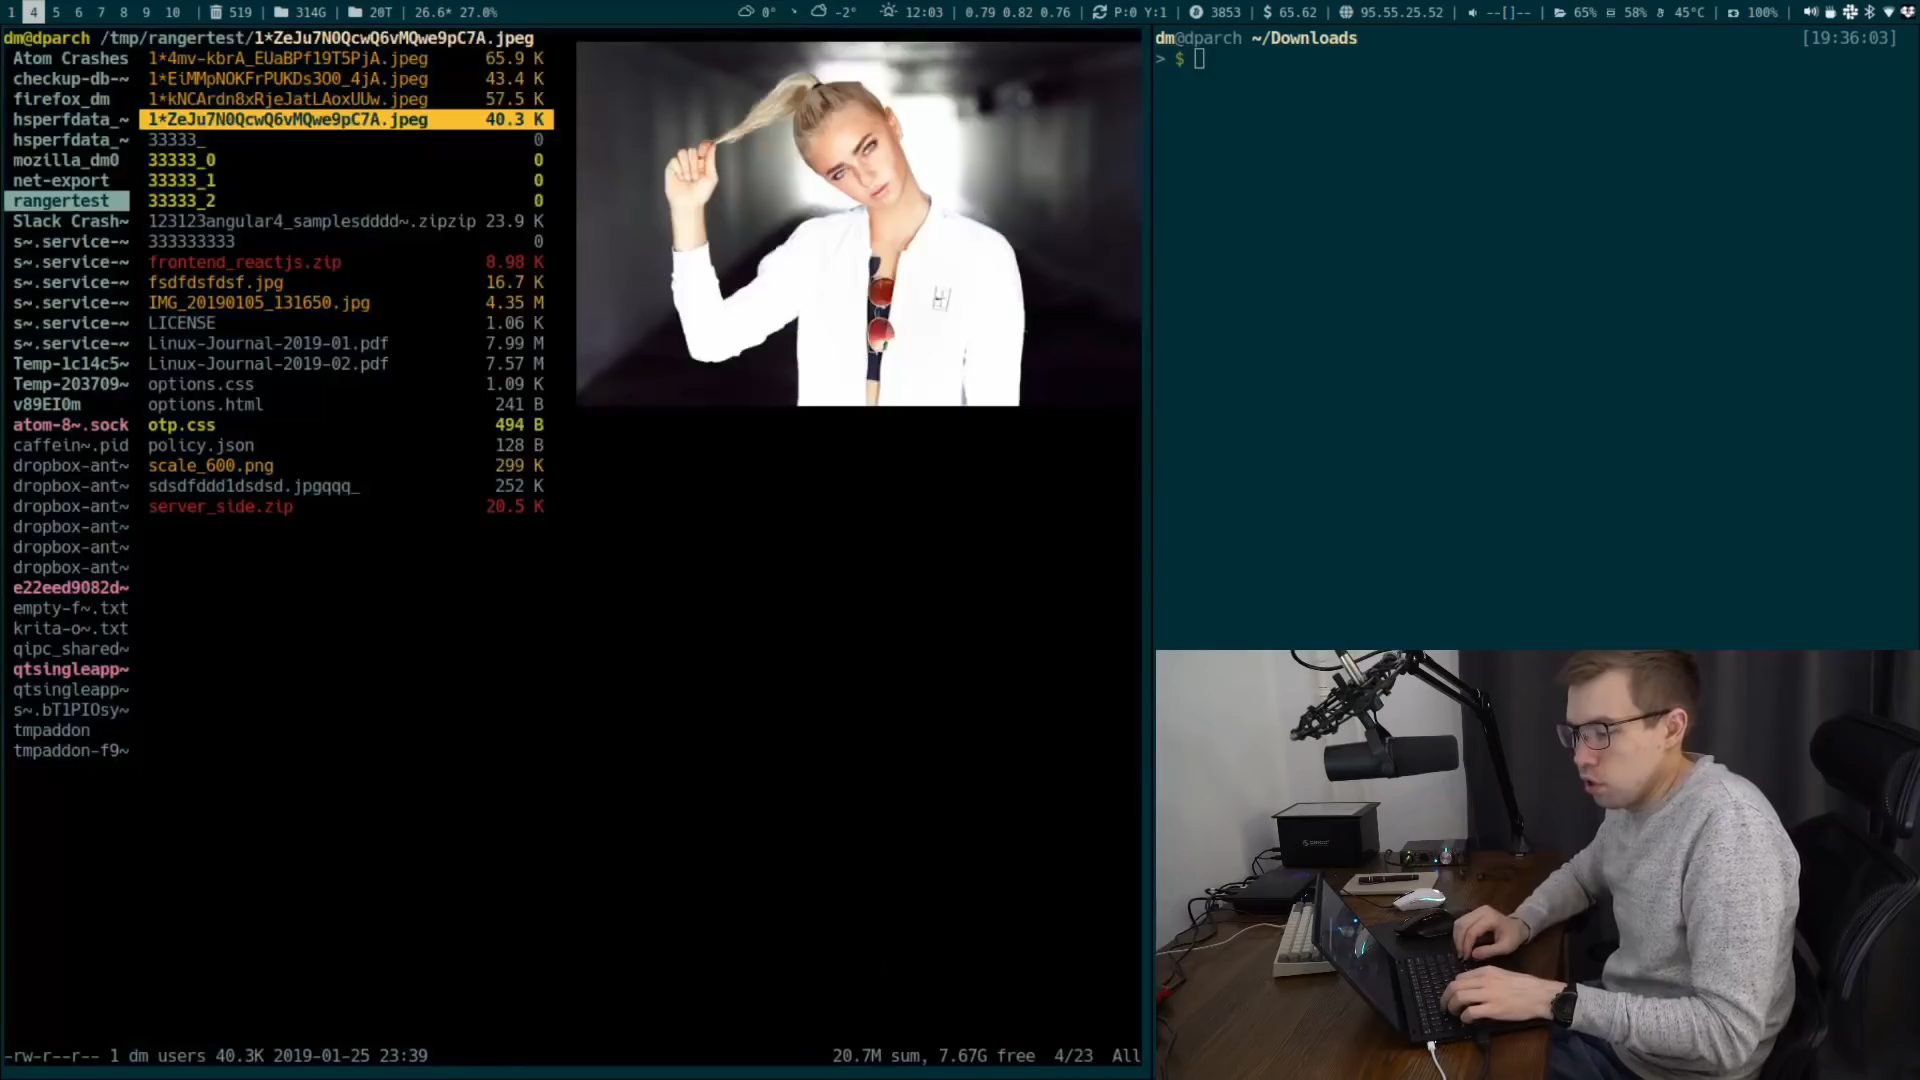 1 4 5 6 7 8 9 10 | 519 | 314G | 20T | 26.6* 27.0% 0° -2° 12:03 | 0.79 0.82 0.76 | P:0 Y:1 | 3853 | $ 65.62 | 95.55.25.52 | --[]-- | 65% 58% 45°C | 100% |
dm@dparch /tmp/rangertest/1*ZeJu7N0QcwQ6vMQwe9pC7A.jpeg
Atom Crashes 1*4mv-kbrA_EUaBPf19T5PjA.jpeg 65.9 K
checkup-db-~ 1*EiMMpNOKFrPUKDs3O0_4jA.jpeg 43.4 K
firefox_dm 1*kNCArdn8xRjeJatLAoxUUw.jpeg 57.5 K
hsperfdata_~ 1*ZeJu7N0QcwQ6vMQwe9pC7A.jpeg 40.3 K
hsperfdata_~ 33333_ 0
mozilla_dm0 33333_0 0
net-export 33333_1 0
rangertest 33333_2 0
Slack Crash~ 123123angular4_samplesdddd~.zipzip 23.9 K
s~.service-~ 333333333 0
s~.service-~ frontend_reactjs.zip 8.98 K
s~.service-~ fsdfdsfdsf.jpg 16.7 K
s~.service-~ IMG_20190105_131650.jpg 4.35 M
s~.service-~ LICENSE 1.06 K
s~.service-~ Linux-Journal-2019-01.pdf 7.99 M
Temp-1c14c5~ Linux-Journal-2019-02.pdf 7.57 M
Temp-203709~ options.css 1.09 K
v89EI0m options.html 241 B
atom-8~.sock otp.css 494 B
caffein~.pid policy.json 128 B
dropbox-ant~ scale_600.png 299 K
dropbox-ant~ sdsdfddd1dsdsd.jpgqqq_ 252 K
dropbox-ant~ server_side.zip 20.5 K
dropbox-ant~
dropbox-ant~
dropbox-ant~
e22eed9082d~
empty-f~.txt
krita-o~.txt
qipc_shared~
qtsingleapp~
qtsingleapp~
s~.bT1PIOsy~
tmpaddon
tmpaddon-f9~
-rw-r--r-- 1 dm users 40.3K 2019-01-25 23:39 20.7M sum, 7.67G free 4/23 All
dm@dparch ~/Downloads [19:36:03]
> $